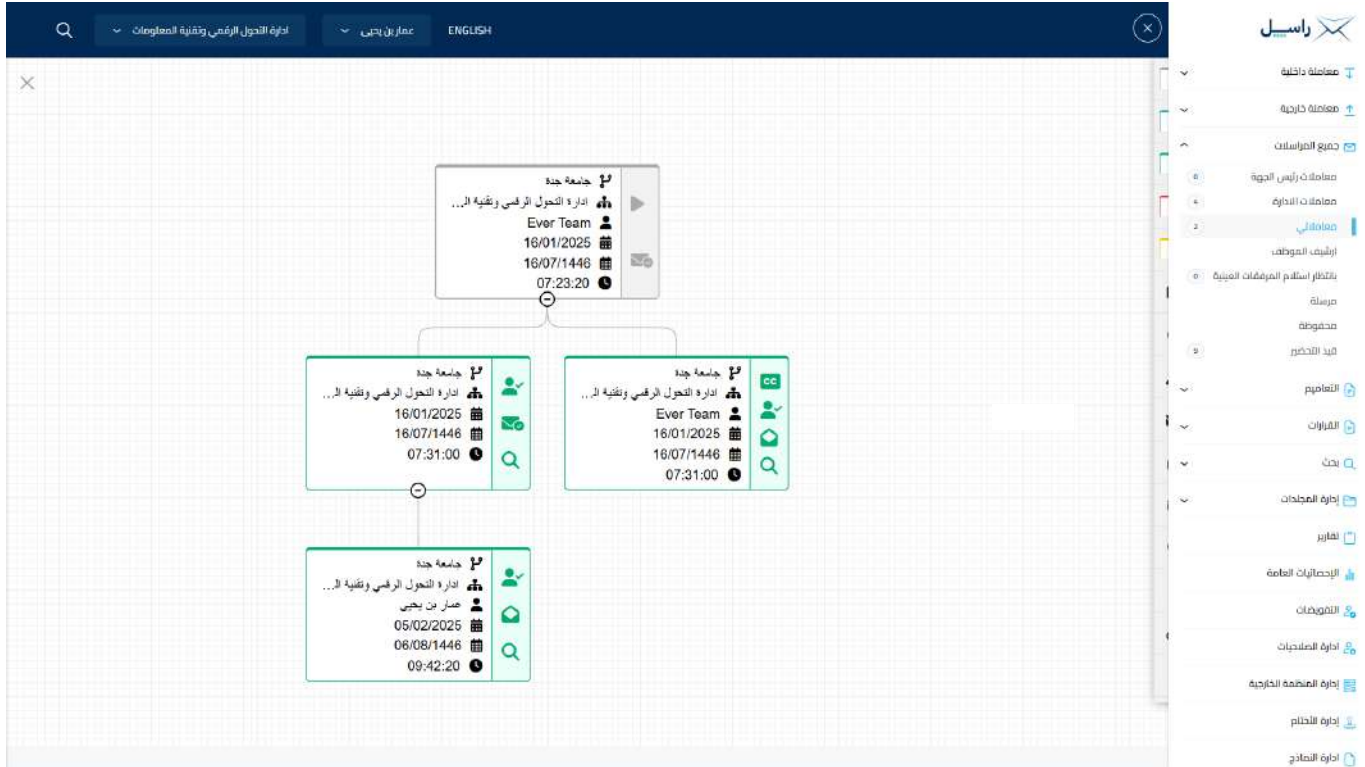 راسيل
ENGLISH
عمار بن يحيى
ادارة التحول الرقمي وتقنية المعلومات
معاملة داخلية
معاملة خارجية
جميع المراسلات
معاملات رئيس الجهة
معاملات الادارة
معاملاتي
ارشيف الموظف
بانتظار استلام المرفقات العينية
مرسلة
محفوظة
قيد التحضير
التعاميم
القرارات
بحث
إدارة المجلدات
تقارير
الإحصائيات العامة
التفويضات
ادارة الصلاحيات
إدارة المنظمة الخارجية
إدارة الأختام
ادارة النماذج
جامعة جدة
ادارة التحول الرقمي وتقنية الـ...
Ever Team
16/01/2025
16/07/1446
07:23:20
CC
جامعة جدة
ادارة التحول الرقمي وتقنية الـ...
Ever Team
16/01/2025
16/07/1446
07:31:00
جامعة جدة
ادارة التحول الرقمي وتقنية الـ...
16/01/2025
16/07/1446
07:31:00
جامعة جدة
ادارة التحول الرقمي وتقنية الـ...
عمار بن يحيى
05/02/2025
06/08/1446
09:42:20